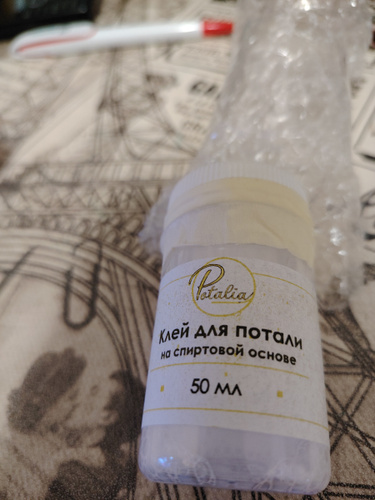 Potalia
Клей для потали
на спиртовой основе
50 мл